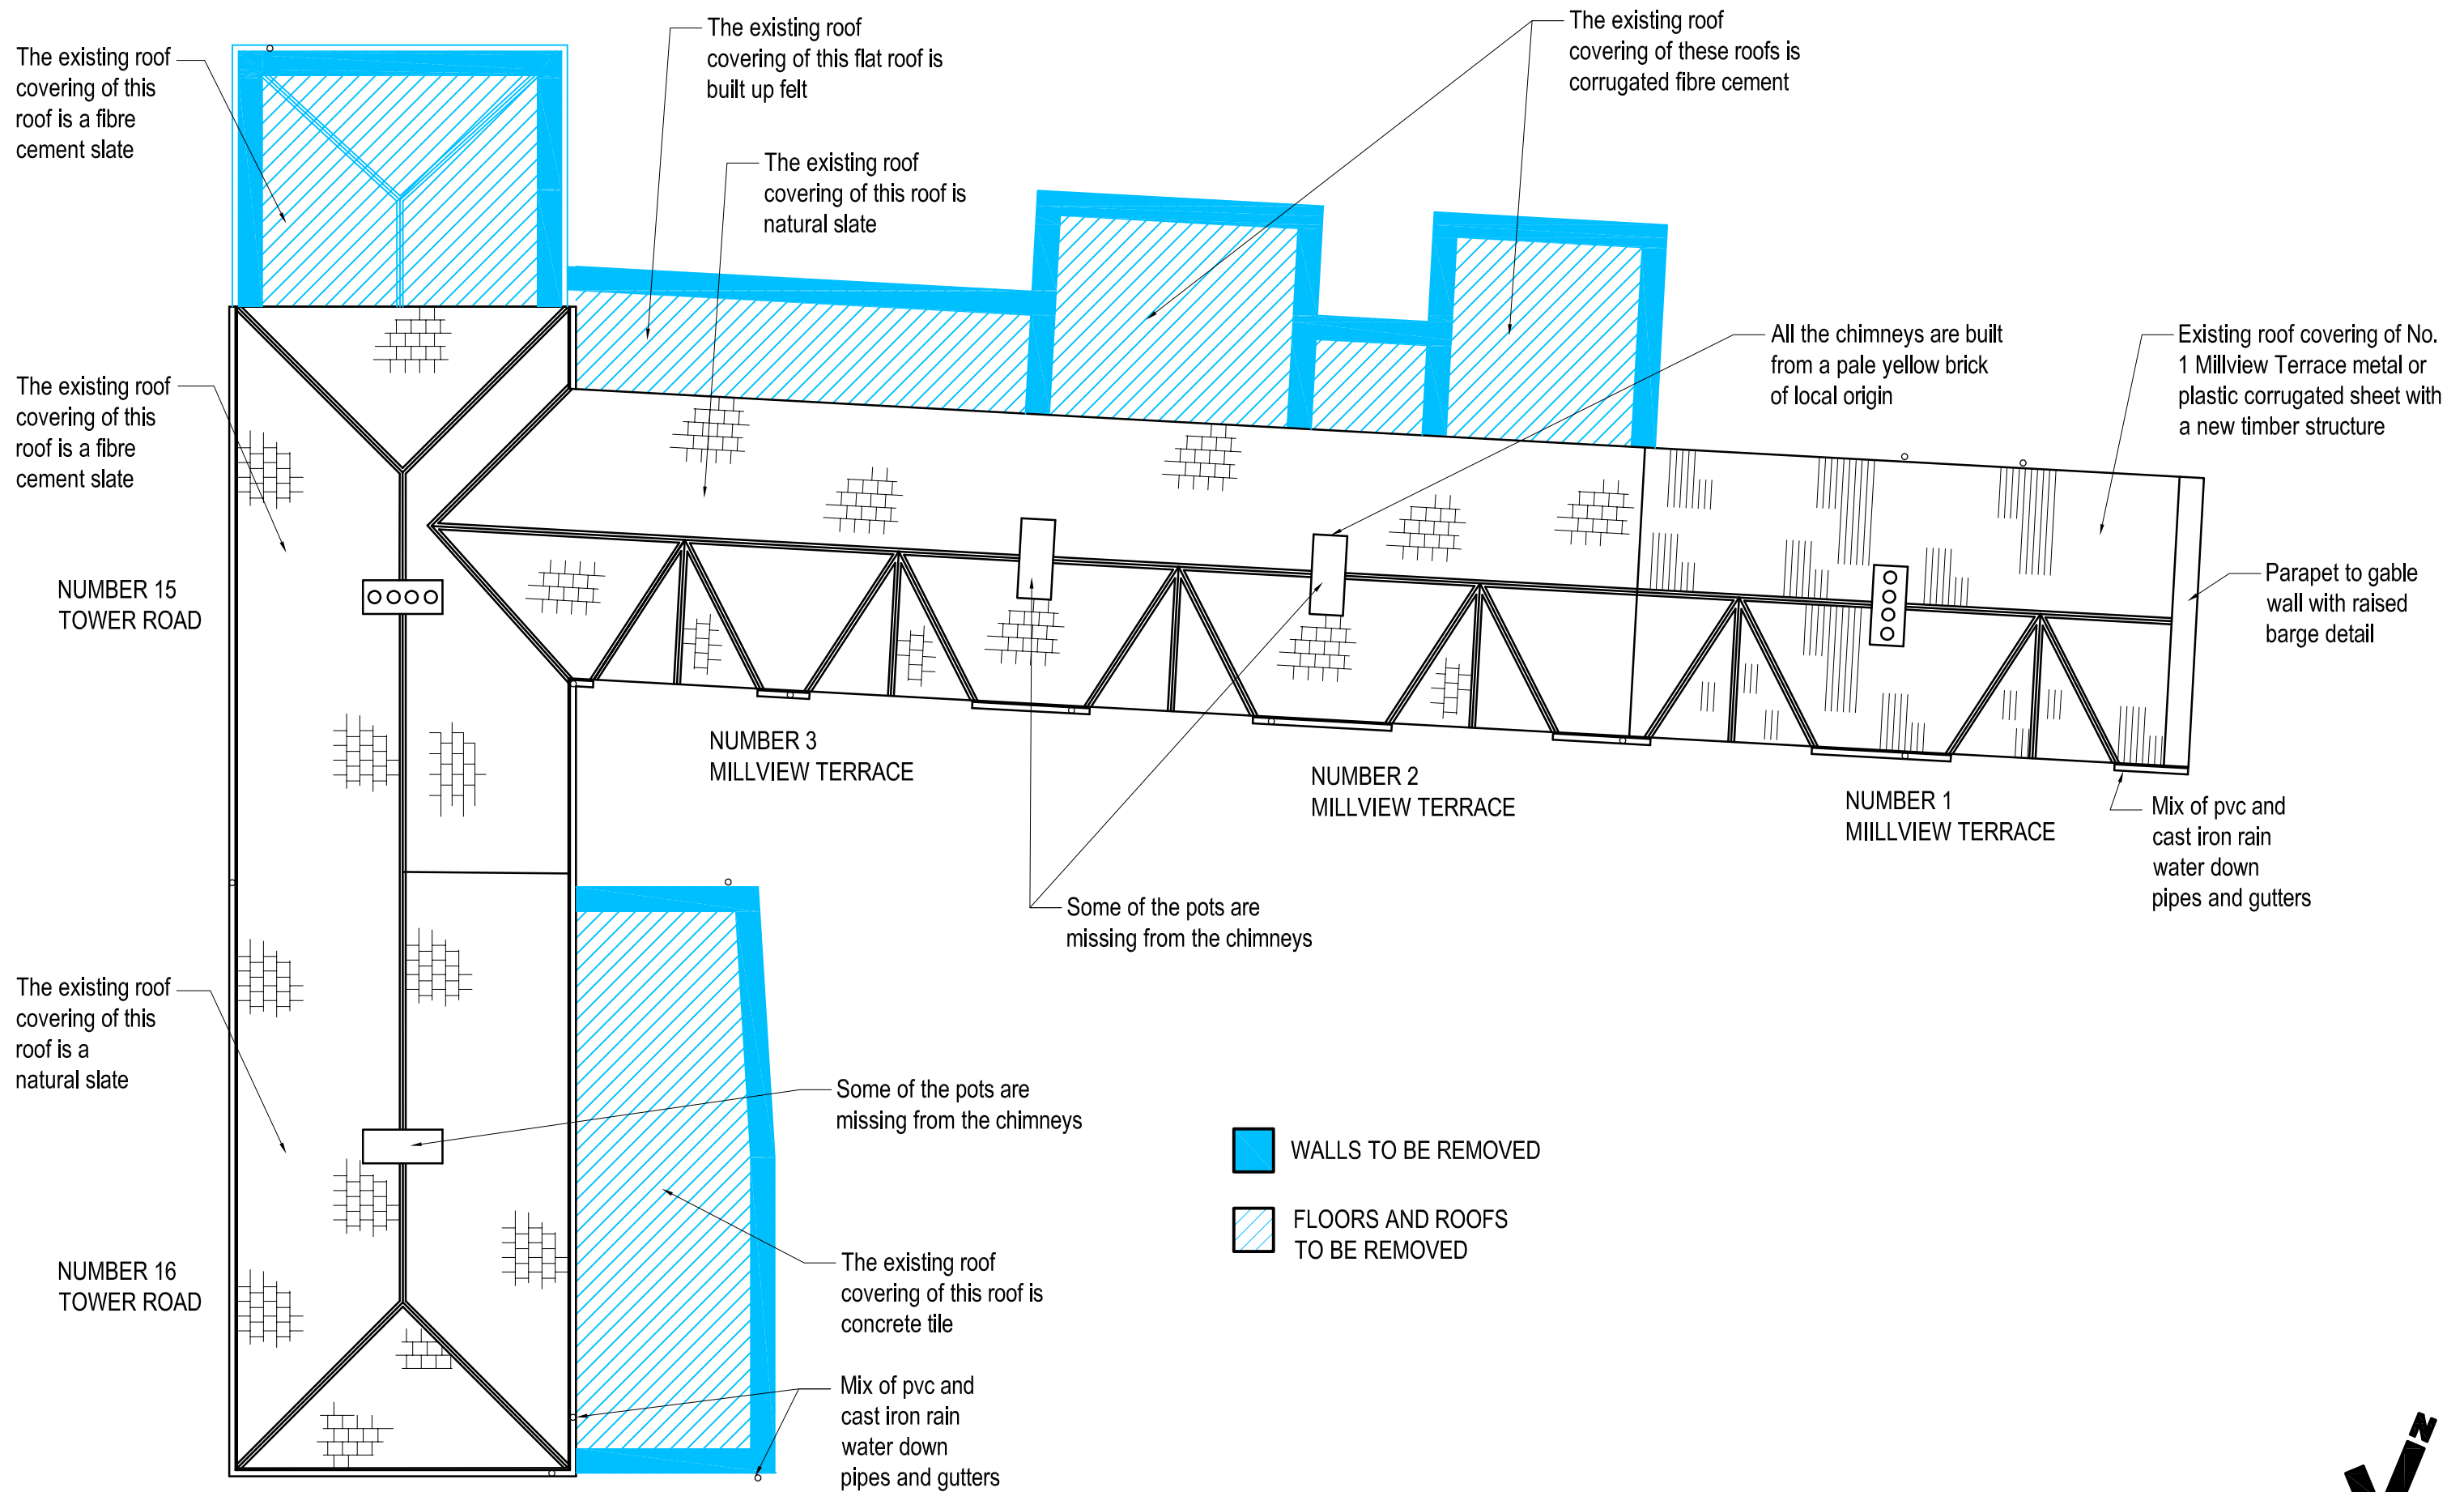 The existing roof
covering of this
roof is a fibre
cement slate
The existing roof
covering of this flat roof is
built up felt
The existing roof
covering of these roofs is
corrugated fibre cement
The existing roof
covering of this roof is
natural slate
All the chimneys are built
from a pale yellow brick
of local origin
Existing roof covering of No.
1 Millview Terrace metal or
plastic corrugated sheet with
a new timber structure
The existing roof
covering of this
roof is a fibre
cement slate
NUMBER 15
TOWER ROAD
Parapet to gable
wall with raised
barge detail
NUMBER 3
MILLVIEW TERRACE
NUMBER 2
MILLVIEW TERRACE
NUMBER 1
MIILLVIEW TERRACE
Mix of pvc and
cast iron rain
water down
pipes and gutters
Some of the pots are
missing from the chimneys
The existing roof
covering of this
roof is a
natural slate
Some of the pots are
missing from the chimneys
WALLS TO BE REMOVED
FLOORS AND ROOFS
TO BE REMOVED
NUMBER 16
TOWER ROAD
The existing roof
covering of this roof is
concrete tile
Mix of pvc and
cast iron rain
water down
pipes and gutters
N